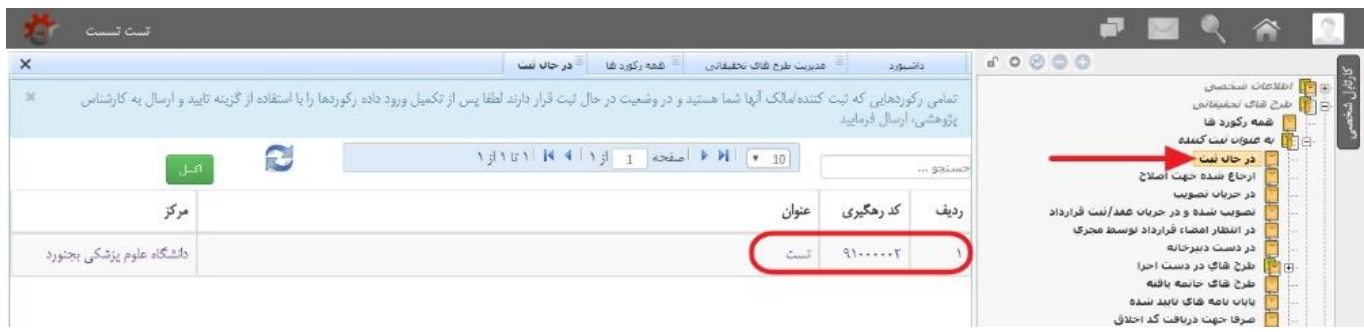 تست تسست
داشبورد
مدیریت طرح های تحقیقاتی
همه رکورد ها
در حال ثبت
تمامی رکوردهایی که ثبت کننده/مالک آنها شما هستید و در وضعیت در حال ثبت قرار دارند لطفا پس از تکمیل ورود داده رکوردها را با استفاده از گزینه تایید و ارسال به کارشناس
پژوهشی، ارسال فرمایید
جستجو ...
10
صفحه 1 از ۱
۱ تا ۱ از ۱
اکسل
ردیف کد رهگیری عنوان مرکز
۱ ۹۱۰۰۰۰۰۲ تست دانشگاه علوم پزشکی بجنورد
کارتابل شخصی
اطلاعات شخصی
طرح های تحقیقاتی
همه رکورد ها
به عنوان ثبت کننده
در حال ثبت
ارجاع شده جهت اصلاح
در جریان تصویب
تصویب شده و در جریان عقد/ثبت قرارداد
در انتظار امضاء قرارداد توسط مجری
در دست دبیرخانه
طرح های در دست اجرا
طرح های خاتمه یافته
پایان نامه های تایید شده
صرفا جهت دریافت کد اخلاق